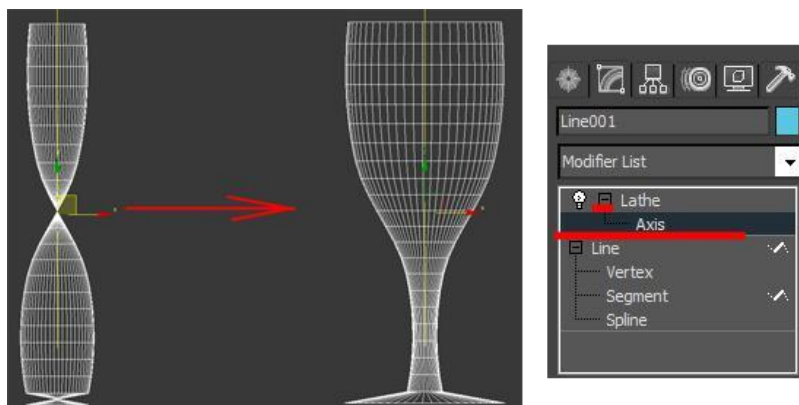 Line001
Modifier List
Lathe
Axis
Line
Vertex
Segment
Spline